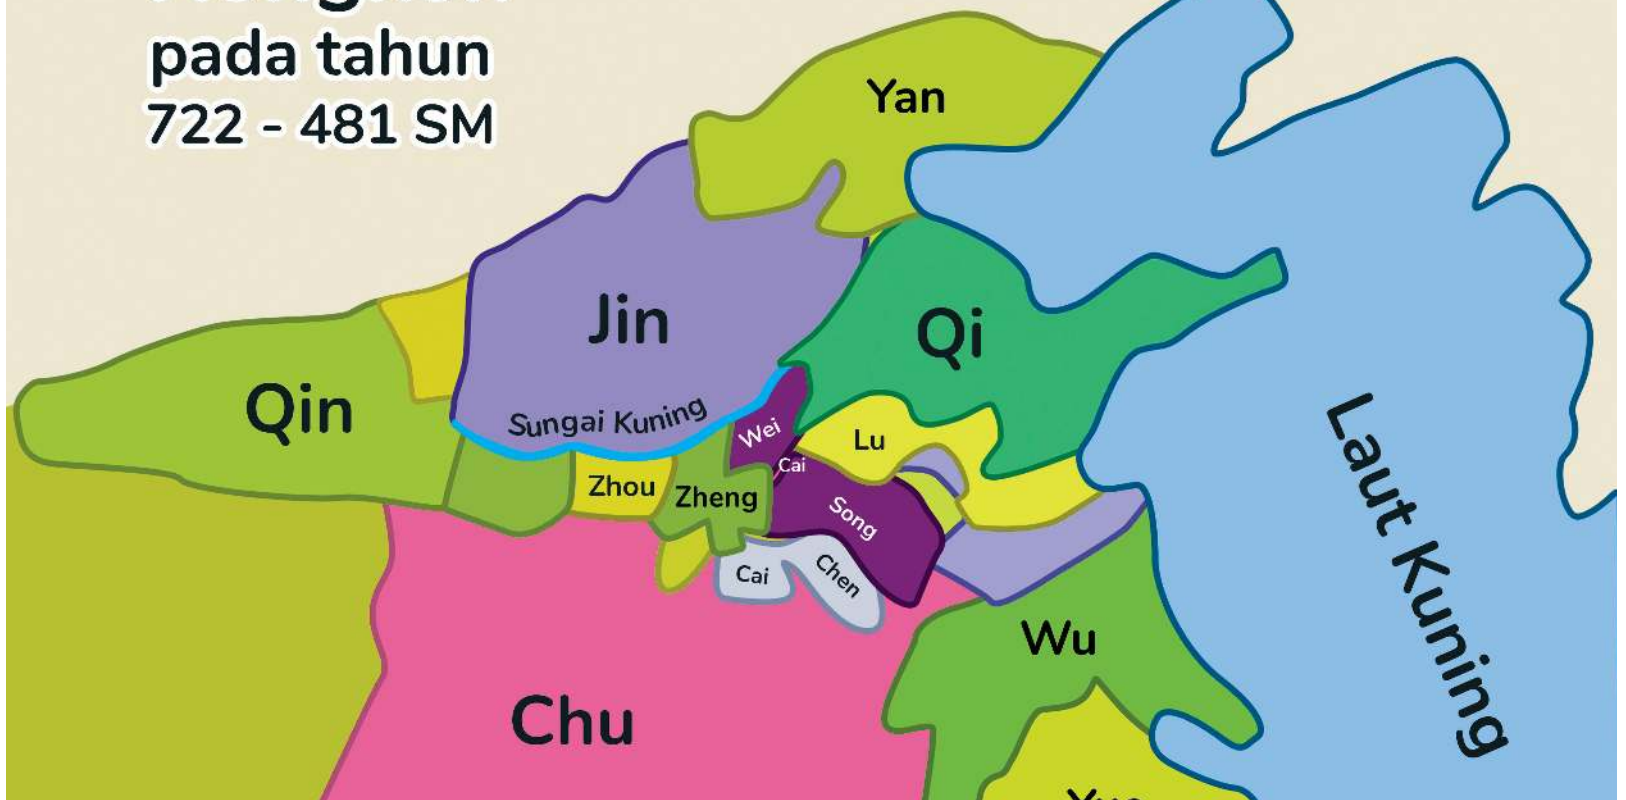 pada tahun
722 - 481 SM
Yan
Jin
Qi
Qin
Sungai Kuning
Wei
Lu
Cai
Zhou
Zheng
Song
Cai
Chen
Laut Kuning
Wu
Chu